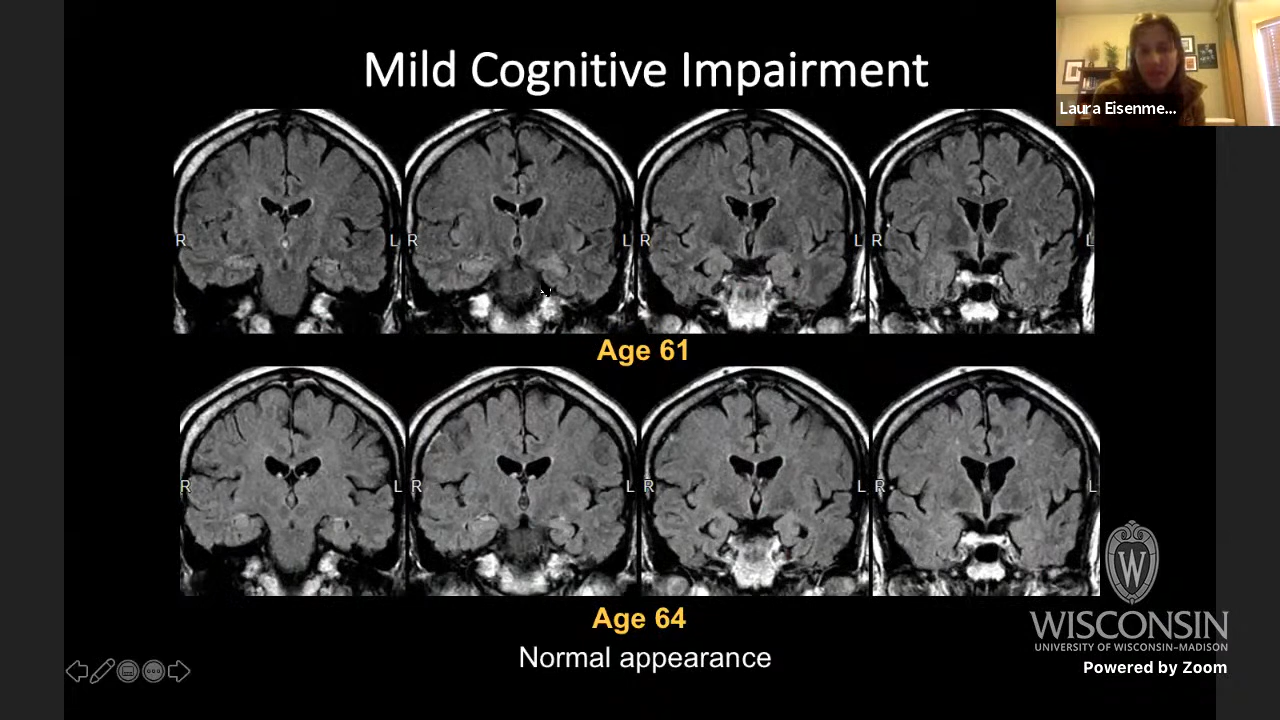 Mild Cognitive Impairment
Laura Eisenme...
R L R L R L R L
Age 61
R L R L R L R L
Age 64
Normal appearance
W
WISCONSIN
UNIVERSITY OF WISCONSIN–MADISON
Powered by Zoom